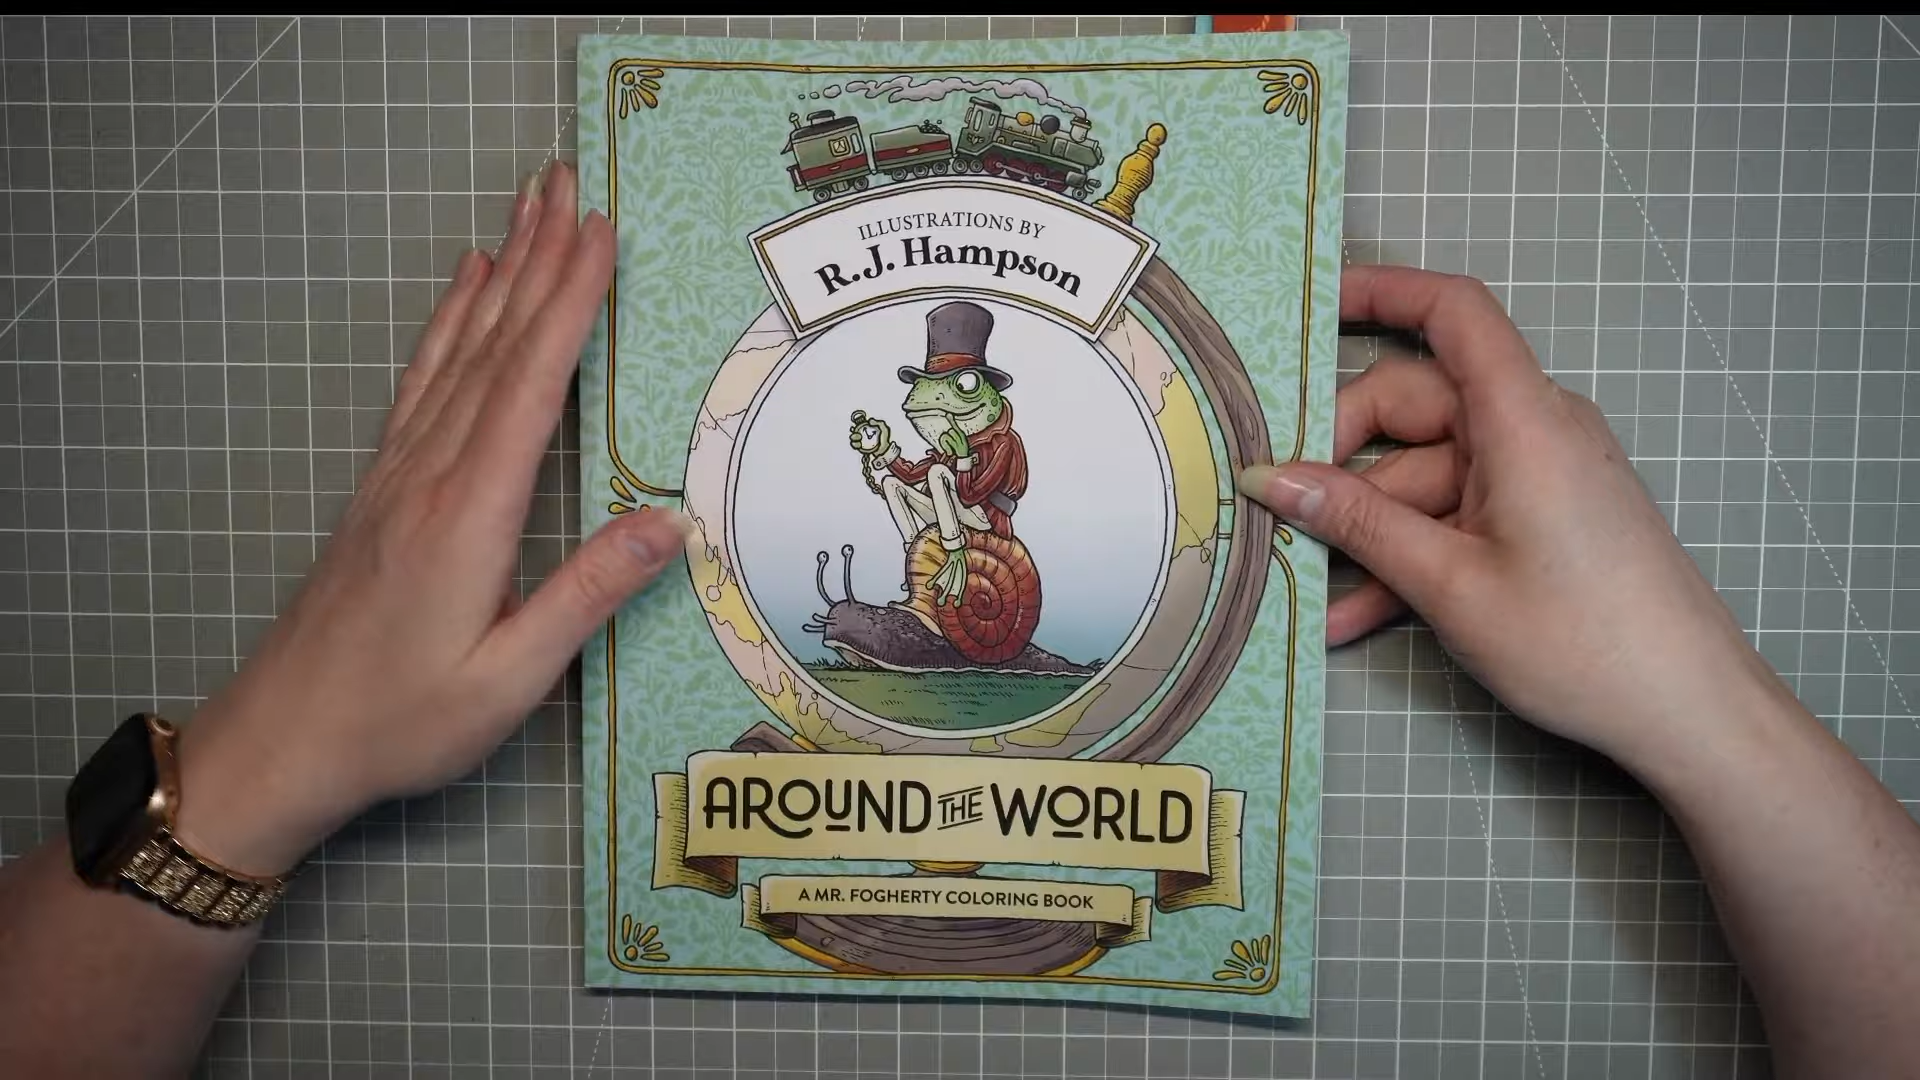 ILLUSTRATIONS BY
R.J. Hampson
AROUND THE WORLD
A MR. FOGHERTY COLORING BOOK